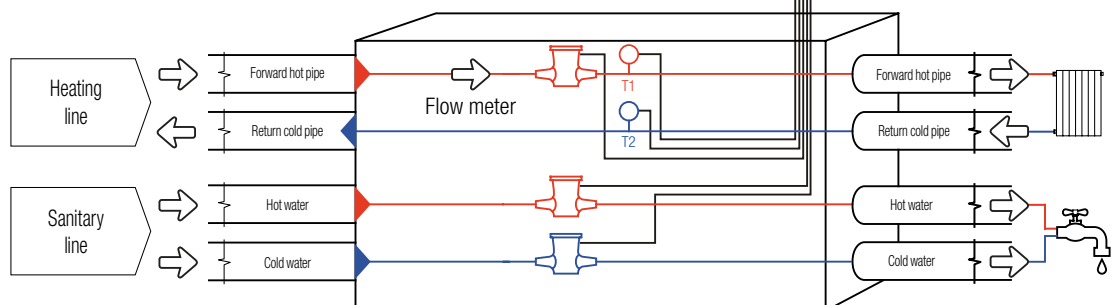 Heating
line
Forward hot pipe
Flow meter
T1
Forward hot pipe
Return cold pipe
T2
Return cold pipe
Sanitary
line
Hot water
Hot water
Cold water
Cold water